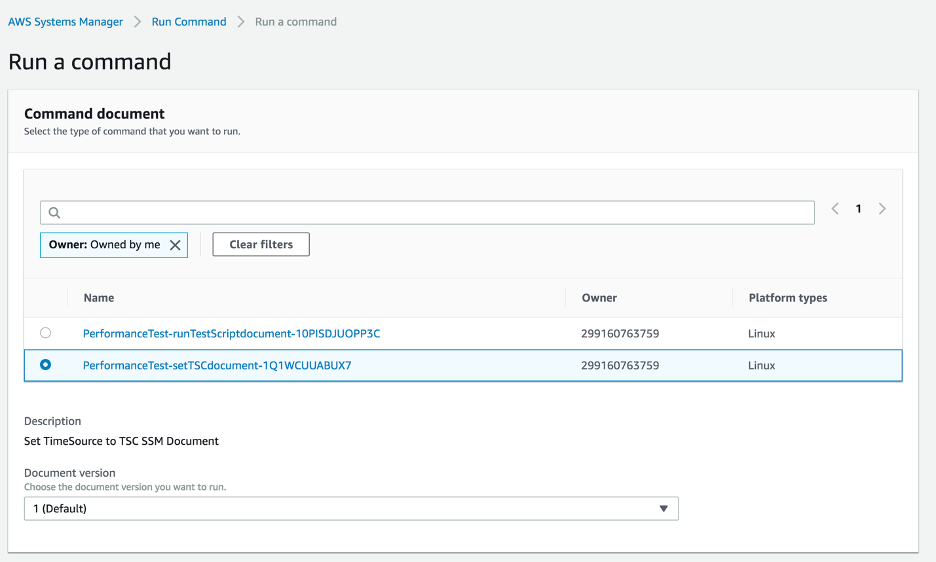 AWS Systems Manager > Run Command > Run a command
Run a command
Command document
Select the type of command that you want to run.
1
Owner: Owned by me
Clear filters
Name Owner Platform types
PerformanceTest-runTestScriptdocument-10PISDJUOPP3C 299160763759 Linux
PerformanceTest-setTSCdocument-1Q1WCUUABUX7 299160763759 Linux
Description
Set TimeSource to TSC SSM Document
Document version
Choose the document version you want to run.
1 (Default)